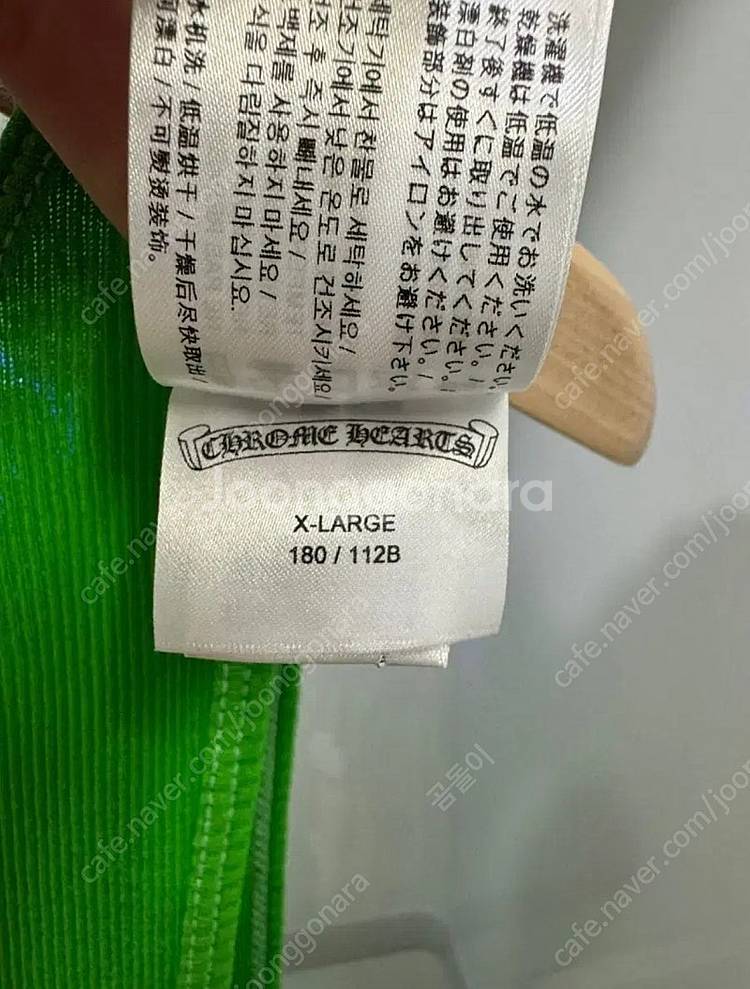 洗濯機で低温の水でお洗いください
乾燥機は低温でご使用ください。/
終了後すぐに取り出してください。/
漂白剤の使用はお避けください。/
装飾部分はアイロンをお避け下さい。
세탁기에서 찬물로 세탁하세요 /
건조기에서 낮은 온도로 건조시키세요
건조 후 즉시 빼내세요 /
표백제를 사용하지 마세요 /
장식을 다림질하지 마십시요.
水机洗 / 低温烘干 / 干燥后尽快取出 /
不可漂白 / 不可熨烫装饰。
CHROME HEARTS
Joonggonara
X-LARGE
180 / 112B
cafe.naver.com/joonggonara
곰돌이